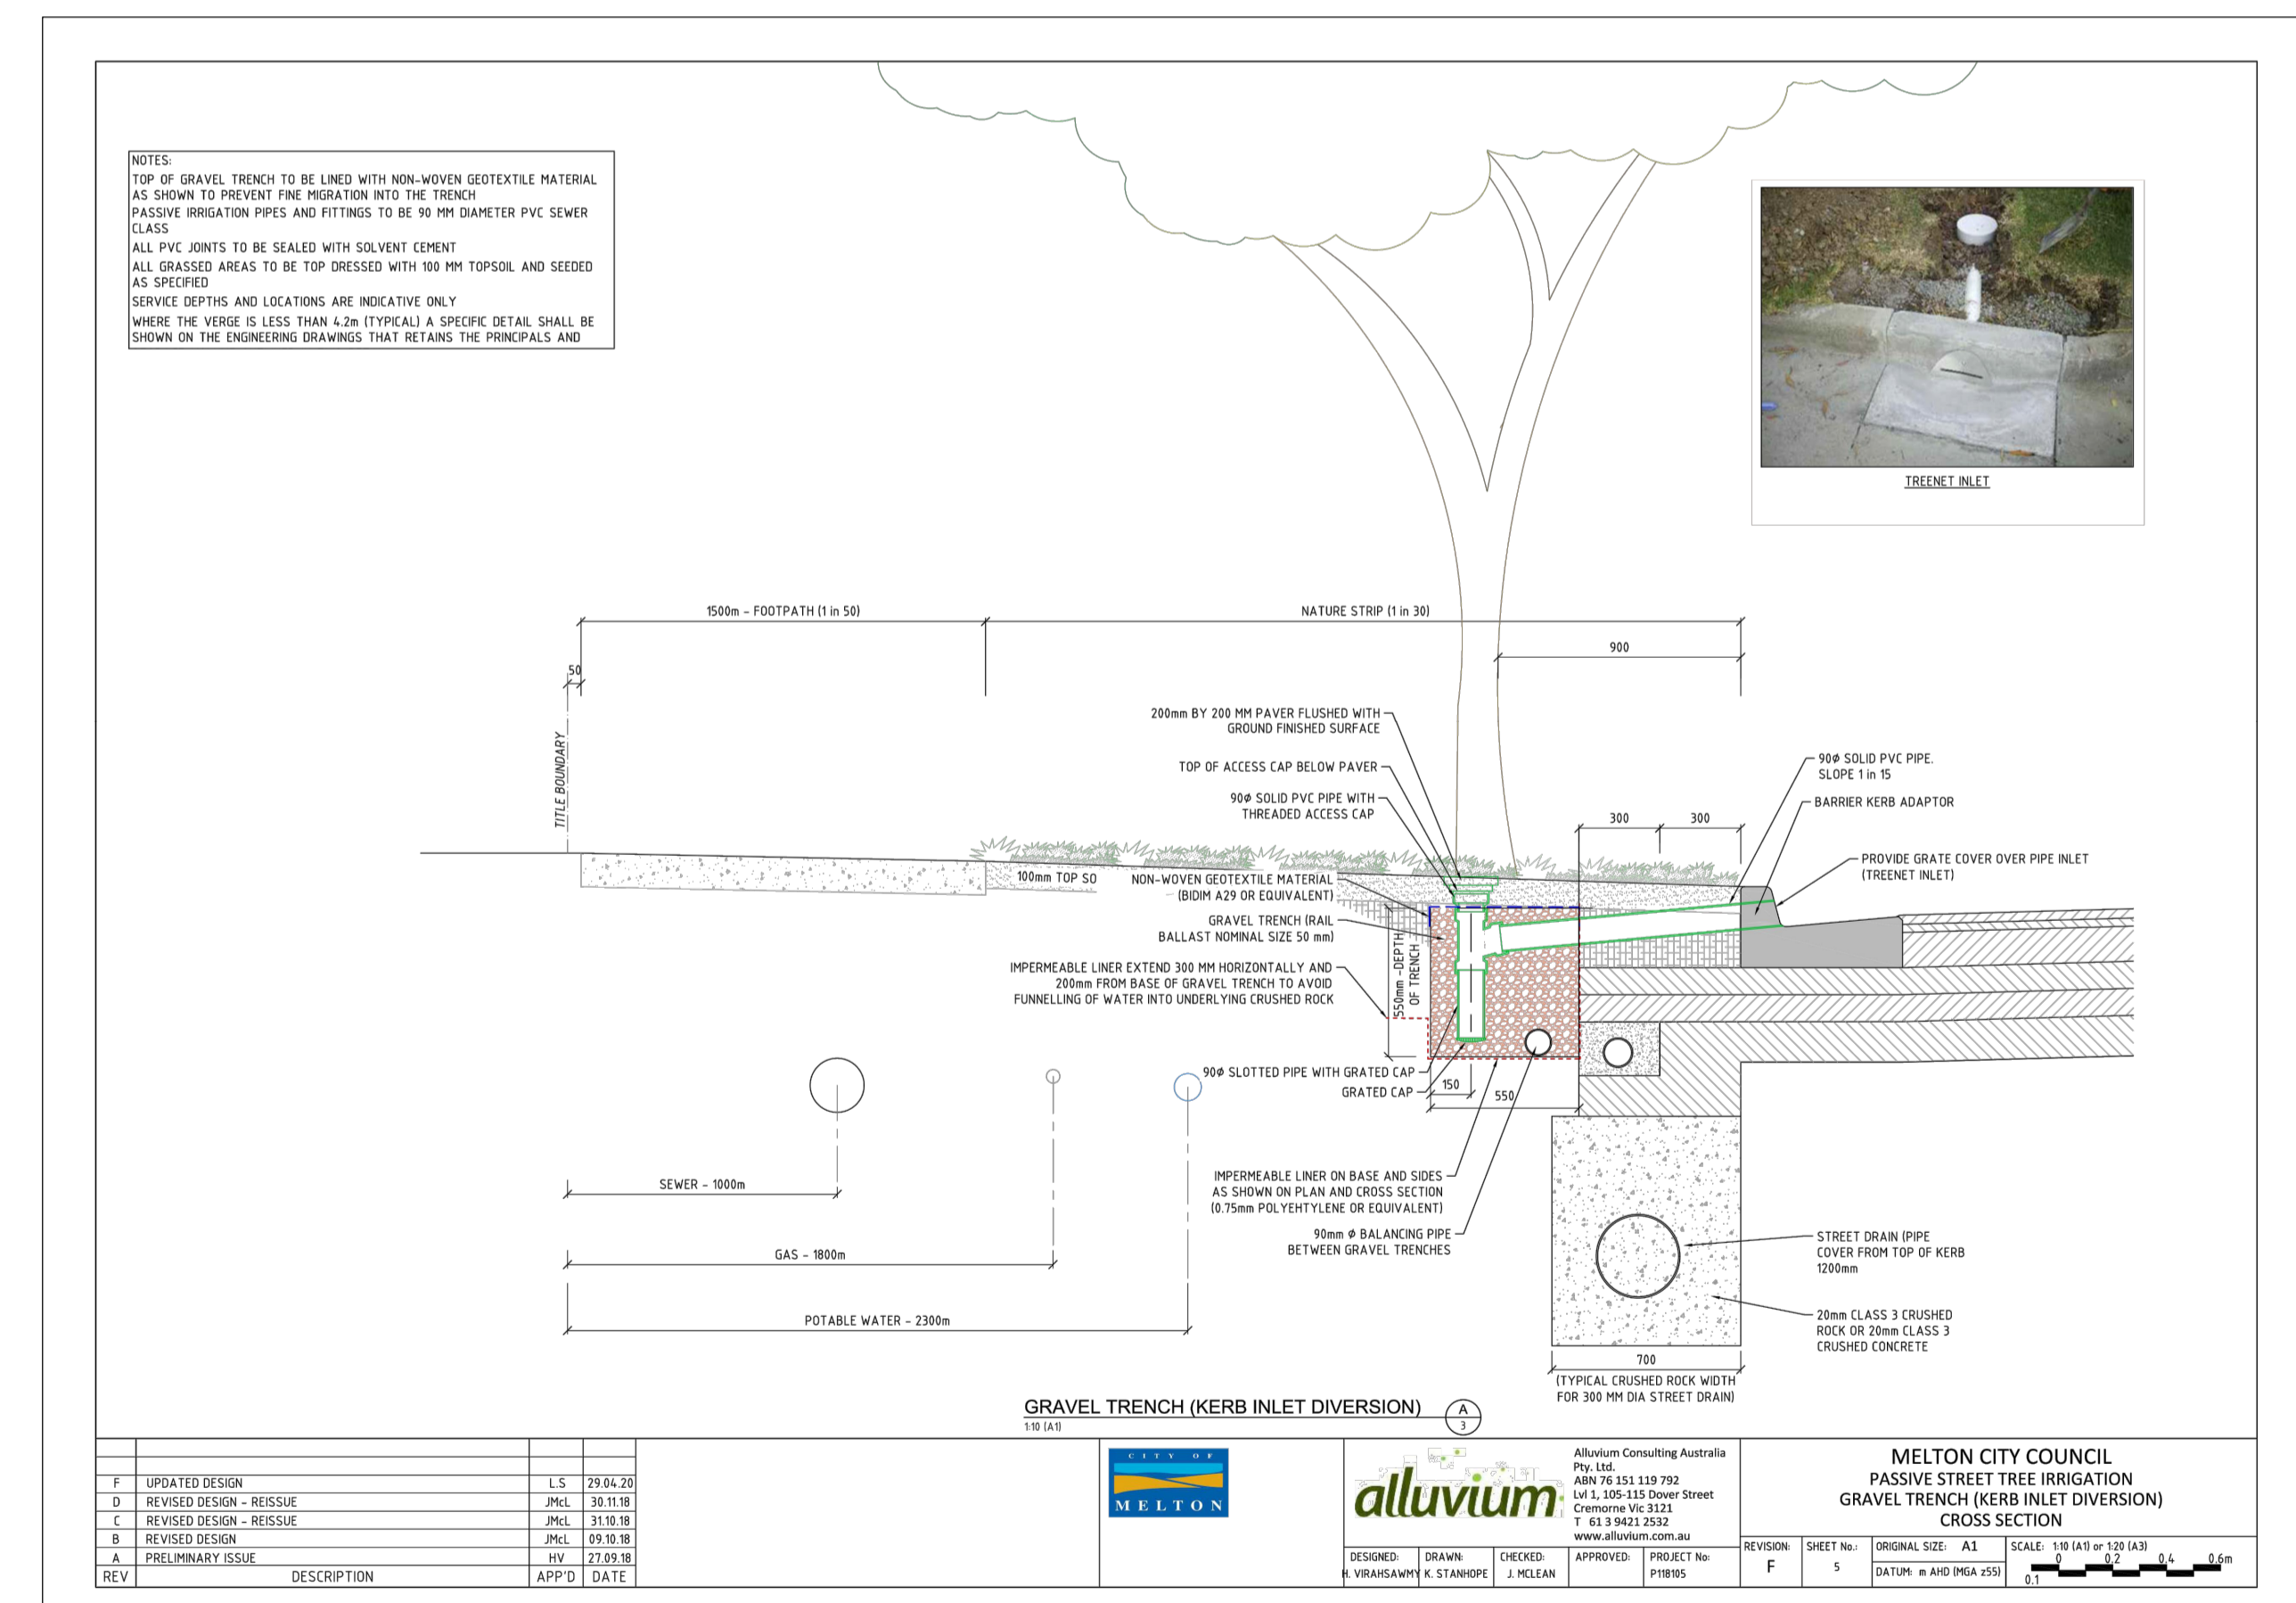 NOTES:
TOP OF GRAVEL TRENCH TO BE LINED WITH NON-WOVEN GEOTEXTILE MATERIAL
AS SHOWN TO PREVENT FINE MIGRATION INTO THE TRENCH
PASSIVE IRRIGATION PIPES AND FITTINGS TO BE 90 MM DIAMETER PVC SEWER
CLASS
ALL PVC JOINTS TO BE SEALED WITH SOLVENT CEMENT
ALL GRASSED AREAS TO BE TOP DRESSED WITH 100 MM TOPSOIL AND SEEDED
AS SPECIFIED
SERVICE DEPTHS AND LOCATIONS ARE INDICATIVE ONLY
WHERE THE VERGE IS LESS THAN 4.2m (TYPICAL) A SPECIFIC DETAIL SHALL BE
SHOWN ON THE ENGINEERING DRAWINGS THAT RETAINS THE PRINCIPALS AND
TREENET INLET
1500m - FOOTPATH (1 in 50)
NATURE STRIP (1 in 30)
900
50
TITLE BOUNDARY
200mm BY 200 MM PAVER FLUSHED WITH
GROUND FINISHED SURFACE
TOP OF ACCESS CAP BELOW PAVER
90Ø SOLID PVC PIPE WITH
THREADED ACCESS CAP
90Ø SOLID PVC PIPE.
SLOPE 1 in 15
BARRIER KERB ADAPTOR
300
300
PROVIDE GRATE COVER OVER PIPE INLET
(TREENET INLET)
100mm TOP SO
NON-WOVEN GEOTEXTILE MATERIAL
(BIDIM A29 OR EQUIVALENT)
GRAVEL TRENCH (RAIL
BALLAST NOMINAL SIZE 50 mm)
550mm -DEPTH
OF TRENCH
IMPERMEABLE LINER EXTEND 300 MM HORIZONTALLY AND
200mm FROM BASE OF GRAVEL TRENCH TO AVOID
FUNNELLING OF WATER INTO UNDERLYING CRUSHED ROCK
90Ø SLOTTED PIPE WITH GRATED CAP
GRATED CAP
150
550
IMPERMEABLE LINER ON BASE AND SIDES
AS SHOWN ON PLAN AND CROSS SECTION
(0.75mm POLYEHTYLENE OR EQUIVALENT)
90mm Ø BALANCING PIPE
BETWEEN GRAVEL TRENCHES
SEWER - 1000m
GAS - 1800m
POTABLE WATER - 2300m
STREET DRAIN (PIPE
COVER FROM TOP OF KERB
1200mm
20mm CLASS 3 CRUSHED
ROCK OR 20mm CLASS 3
CRUSHED CONCRETE
700
(TYPICAL CRUSHED ROCK WIDTH
FOR 300 MM DIA STREET DRAIN)
GRAVEL TRENCH (KERB INLET DIVERSION)
1:10 (A1)
A
3
F UPDATED DESIGN L.S 29.04.20
D REVISED DESIGN - REISSUE JMcL 30.11.18
C REVISED DESIGN - REISSUE JMcL 31.10.18
B REVISED DESIGN JMcL 09.10.18
A PRELIMINARY ISSUE HV 27.09.18
REV DESCRIPTION APP'D DATE
CITY OF
MELTON
alluvium
Alluvium Consulting Australia
Pty. Ltd.
ABN 76 151 119 792
Lvl 1, 105-115 Dover Street
Cremorne Vic 3121
T 61 3 9421 2532
www.alluvium.com.au
DESIGNED: DRAWN: CHECKED: APPROVED: PROJECT No:
H. VIRAHSAWMY K. STANHOPE J. MCLEAN P118105
MELTON CITY COUNCIL
PASSIVE STREET TREE IRRIGATION
GRAVEL TRENCH (KERB INLET DIVERSION)
CROSS SECTION
REVISION:
F
SHEET No.:
5
ORIGINAL SIZE: A1
DATUM: m AHD (MGA z55)
SCALE: 1:10 (A1) or 1:20 (A3)
0 0.2 0.4 0.6m
0.1